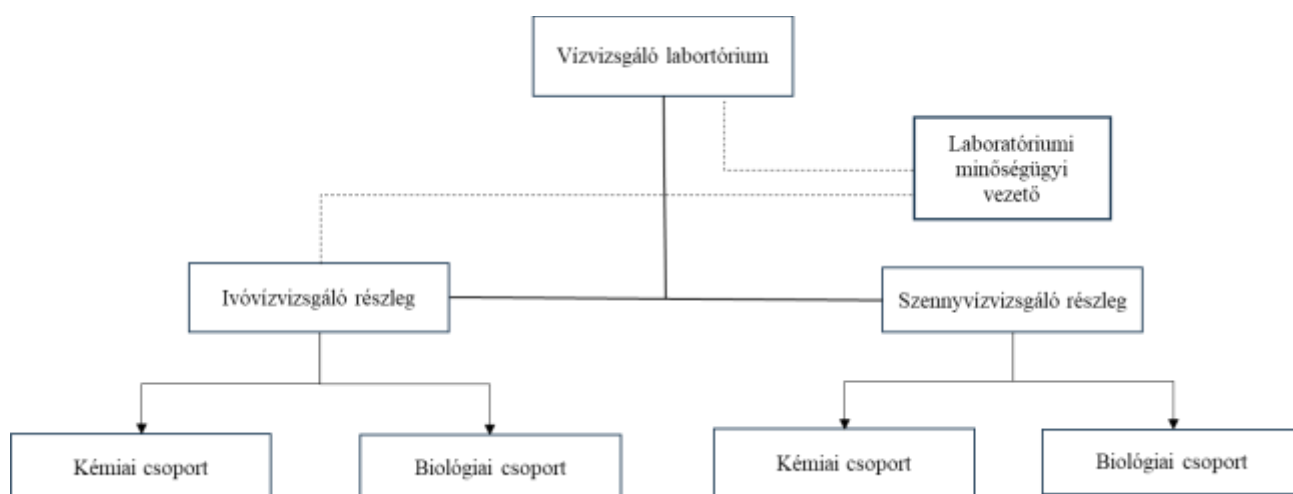 Vízvizsgáló labortórium
Laboratóriumi
minőségügyi
vezető
Ivóvízvizsgáló részleg
Szennyvízvizsgáló részleg
Kémiai csoport
Biológiai csoport
Kémiai csoport
Biológiai csoport